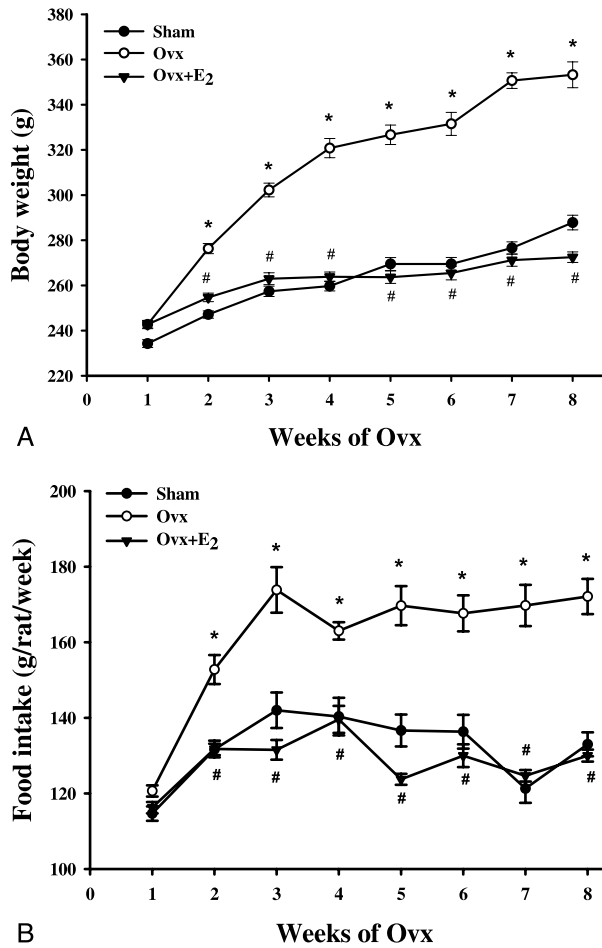 380
360
340
320
300
280
260
240
220
Body weight (g)
Sham
Ovx
Ovx+E2
* * * * * * *
# # # # # # #
0 1 2 3 4 5 6 7 8
Weeks of Ovx
A
200
180
160
140
120
100
Food intake (g/rat/week)
Sham
Ovx
Ovx+E2
* * * * * * *
# # # # # # #
0 1 2 3 4 5 6 7 8
Weeks of Ovx
B